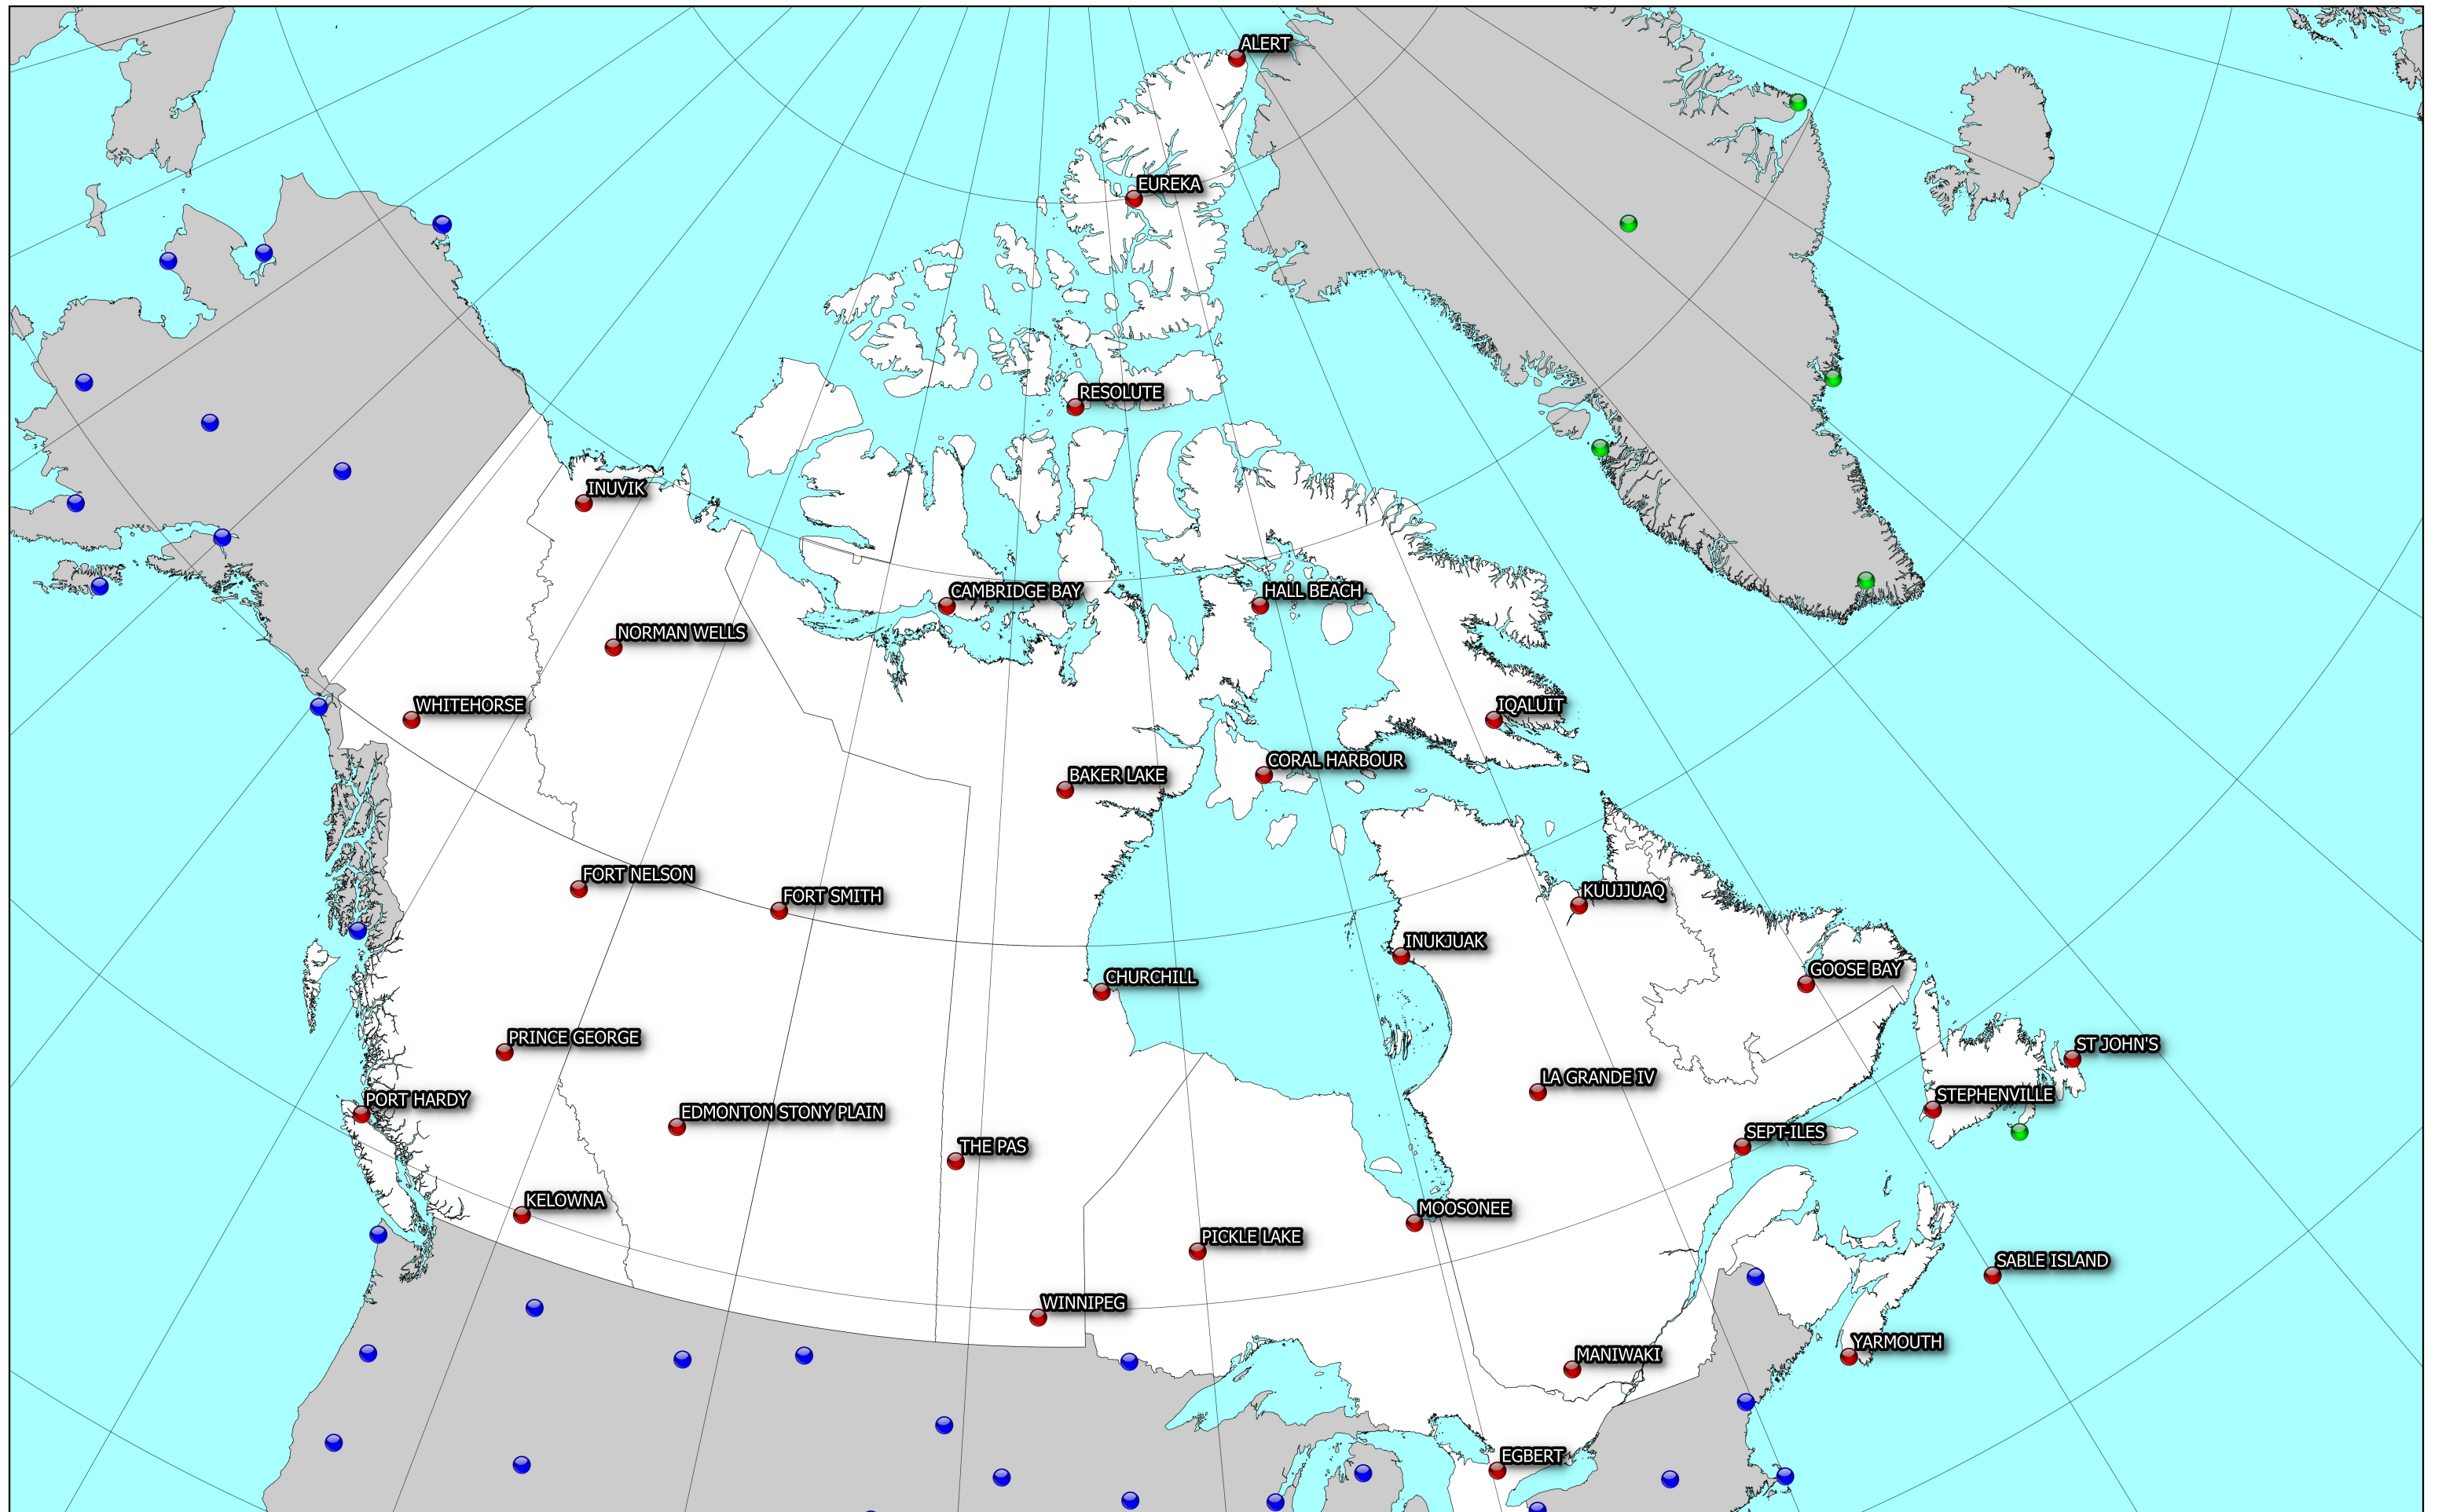 ALERT
EUREKA
RESOLUTE
INUVIK
CAMBRIDGE BAY
HALL BEACH
NORMAN WELLS
WHITEHORSE
IQALUIT
CORAL HARBOUR
BAKER LAKE
FORT NELSON
FORT SMITH
KUUJJUAQ
INUKJUAK
GOOSE BAY
CHURCHILL
PRINCE GEORGE
ST JOHN'S
LA GRANDE IV
STEPHENVILLE
PORT HARDY
EDMONTON STONY PLAIN
SEPT-ILES
THE PAS
KELOWNA
MOOSONEE
PICKLE LAKE
SABLE ISLAND
WINNIPEG
YARMOUTH
MANIWAKI
EGBERT